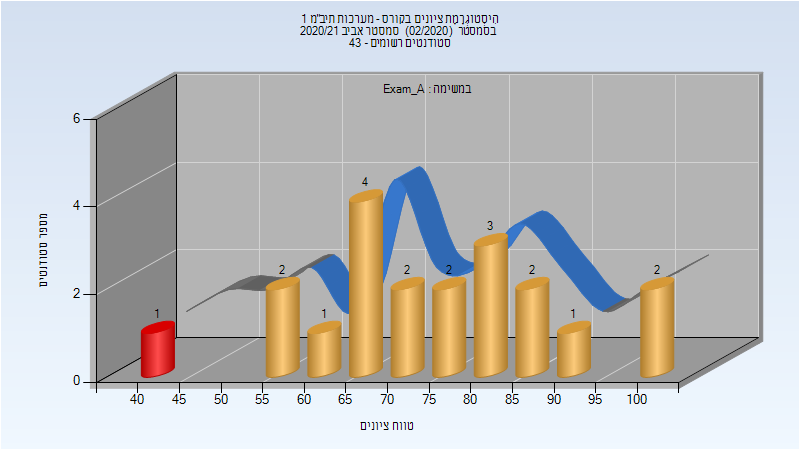 היסטוגרמת ציונים בקורס - מערכות תיב"מ 1
בסמסטר (02/2020) סמסטר אביב 2020/21
סטודנטים רשומים - 43
במשימה : Exam_A
מספר סטודנטים
6
4
2
0
1
2
1
4
2
2
3
2
1
2
40 45 50 55 60 65 70 75 80 85 90 95 100
טווח ציונים